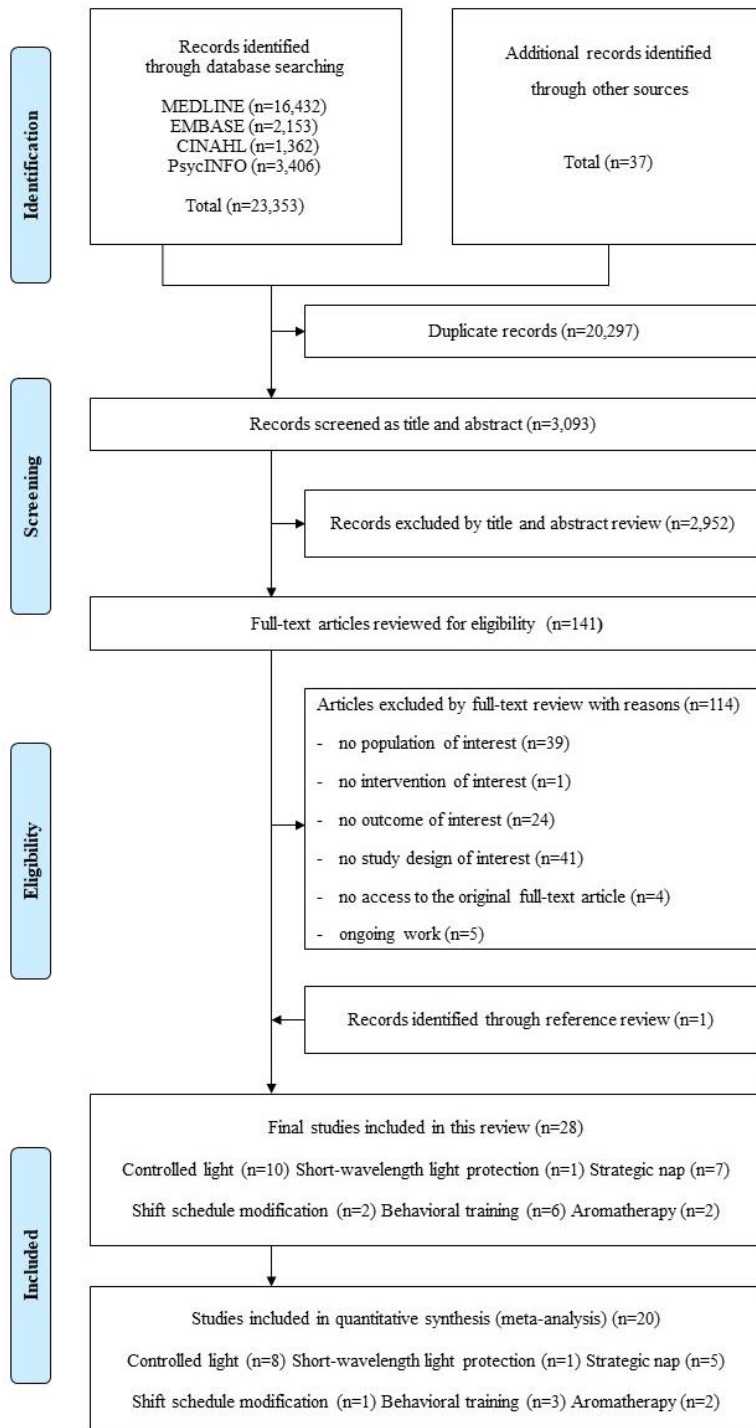 Identification
Records identified
through database searching
MEDLINE (n=16,432)
EMBASE (n=2,153)
CINAHL (n=1,362)
PsycINFO (n=3,406)
Total (n=23,353)
Additional records identified
through other sources
Total (n=37)
Duplicate records (n=20,297)
Screening
Records screened as title and abstract (n=3,093)
Records excluded by title and abstract review (n=2,952)
Full-text articles reviewed for eligibility (n=141)
Eligibility
Articles excluded by full-text review with reasons (n=114)
- no population of interest (n=39)
- no intervention of interest (n=1)
- no outcome of interest (n=24)
- no study design of interest (n=41)
- no access to the original full-text article (n=4)
- ongoing work (n=5)
Records identified through reference review (n=1)
Included
Final studies included in this review (n=28)
Controlled light (n=10) Short-wavelength light protection (n=1) Strategic nap (n=7)
Shift schedule modification (n=2) Behavioral training (n=6) Aromatherapy (n=2)
Studies included in quantitative synthesis (meta-analysis) (n=20)
Controlled light (n=8) Short-wavelength light protection (n=1) Strategic nap (n=5)
Shift schedule modification (n=1) Behavioral training (n=3) Aromatherapy (n=2)